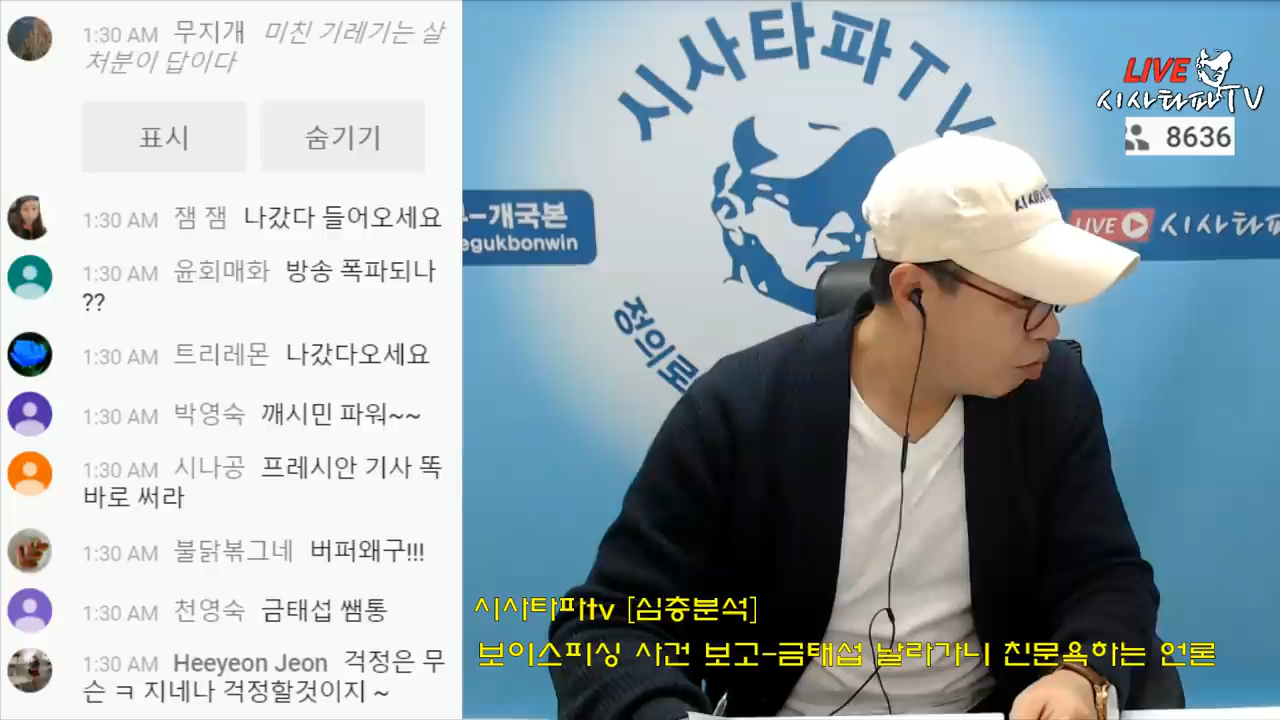 1:30 AM 무지개 미친 기레기는 살
처분이 답이다
표시 숨기기
1:30 AM 잼 잼 나갔다 들어오세요
1:30 AM 윤회매화 방송 폭파되나
??
1:30 AM 트리레몬 나갔다오세요
1:30 AM 박영숙 깨시민 파워~~
1:30 AM 시나공 프레시안 기사 똑
바로 써라
1:30 AM 불닭볶그네 버퍼왜구!!!
1:30 AM 천영숙 금태섭 쌤통
1:30 AM Heeyeon Jeon 걱정은 무
슨 ㅋ 지네나 걱정할것이지 ~
시사타파TV
정의로
-개국본
egukbonwin
LIVE
시사타파TV
8636
LIVE 시사타파
시사타파tv [심층분석]
보이스피싱 사건 보고-금태섭 날라가니 친문욕하는 언론